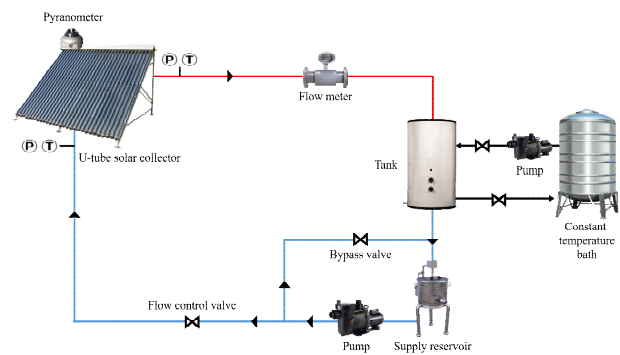 Pyranometer
P T
Flow meter
P T
U-tube solar collector
Tank
Pump
Constant
temperature
bath
Bypass valve
Flow control valve
Pump
Supply reservoir